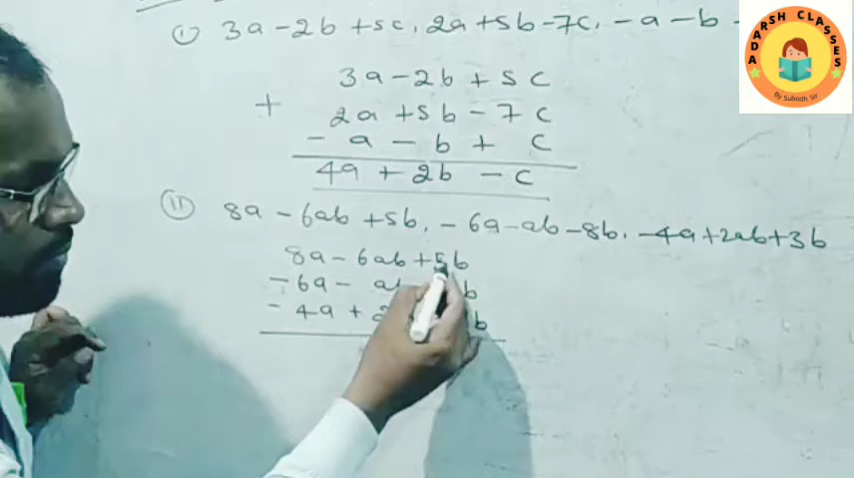 (i) 3a - 2b + 5c, 2a + 5b - 7c, - a - b -
3a - 2b + 5c
+ 2a + 5b - 7c
- a - b + c
4a + 2b - c
(ii) 8a - 6ab + 5b, - 6a - ab - 8b, - 4a + 2ab + 3b
8a - 6ab + 5b
- 6a - a b
- 4a + 2 b
ADARSH CLASSES
By Subodh Sir